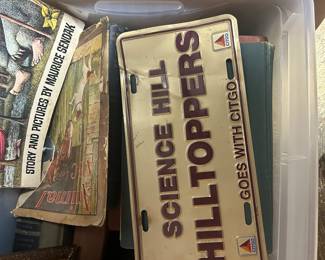 STORY AND PICTURES BY MAURICE SENDAK
CITGO
SCIENCE HILL
HILLTOPPERS
GOES WITH CITGO
CITGO